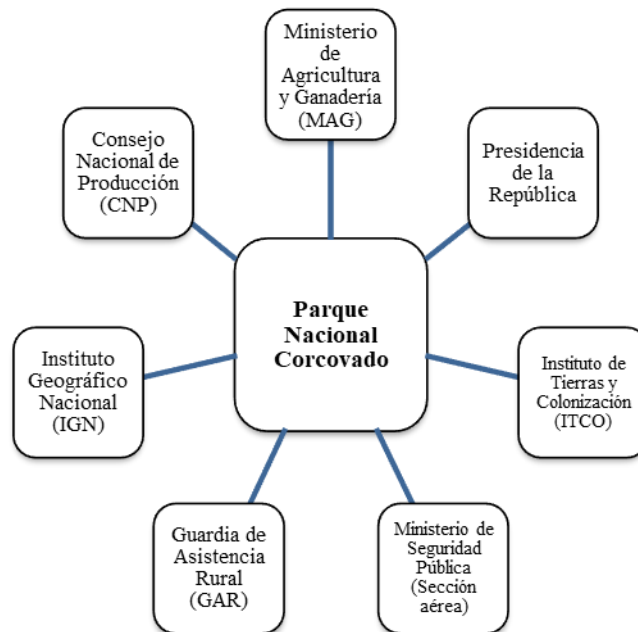 Ministerio
de
Agricultura
y Ganadería
(MAG)
Consejo
Nacional de
Producción
(CNP)
Presidencia
de la
República
Parque
Nacional
Corcovado
Instituto
Geográfico
Nacional
(IGN)
Instituto de
Tierras y
Colonización
(ITCO)
Guardia de
Asistencia
Rural
(GAR)
Ministerio de
Seguridad
Pública
(Sección
aérea)